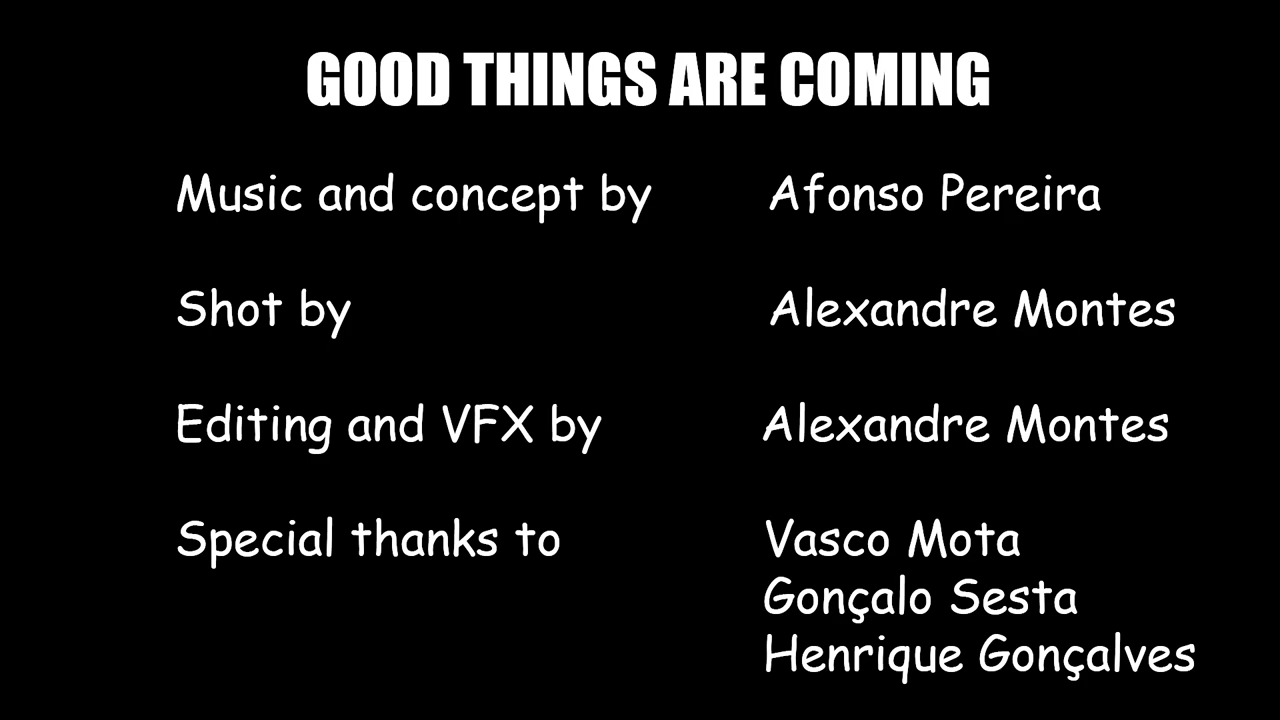 GOOD THINGS ARE COMING
Music and concept by Afonso Pereira
Shot by Alexandre Montes
Editing and VFX by Alexandre Montes
Special thanks to Vasco Mota
Gonçalo Sesta
Henrique Gonçalves